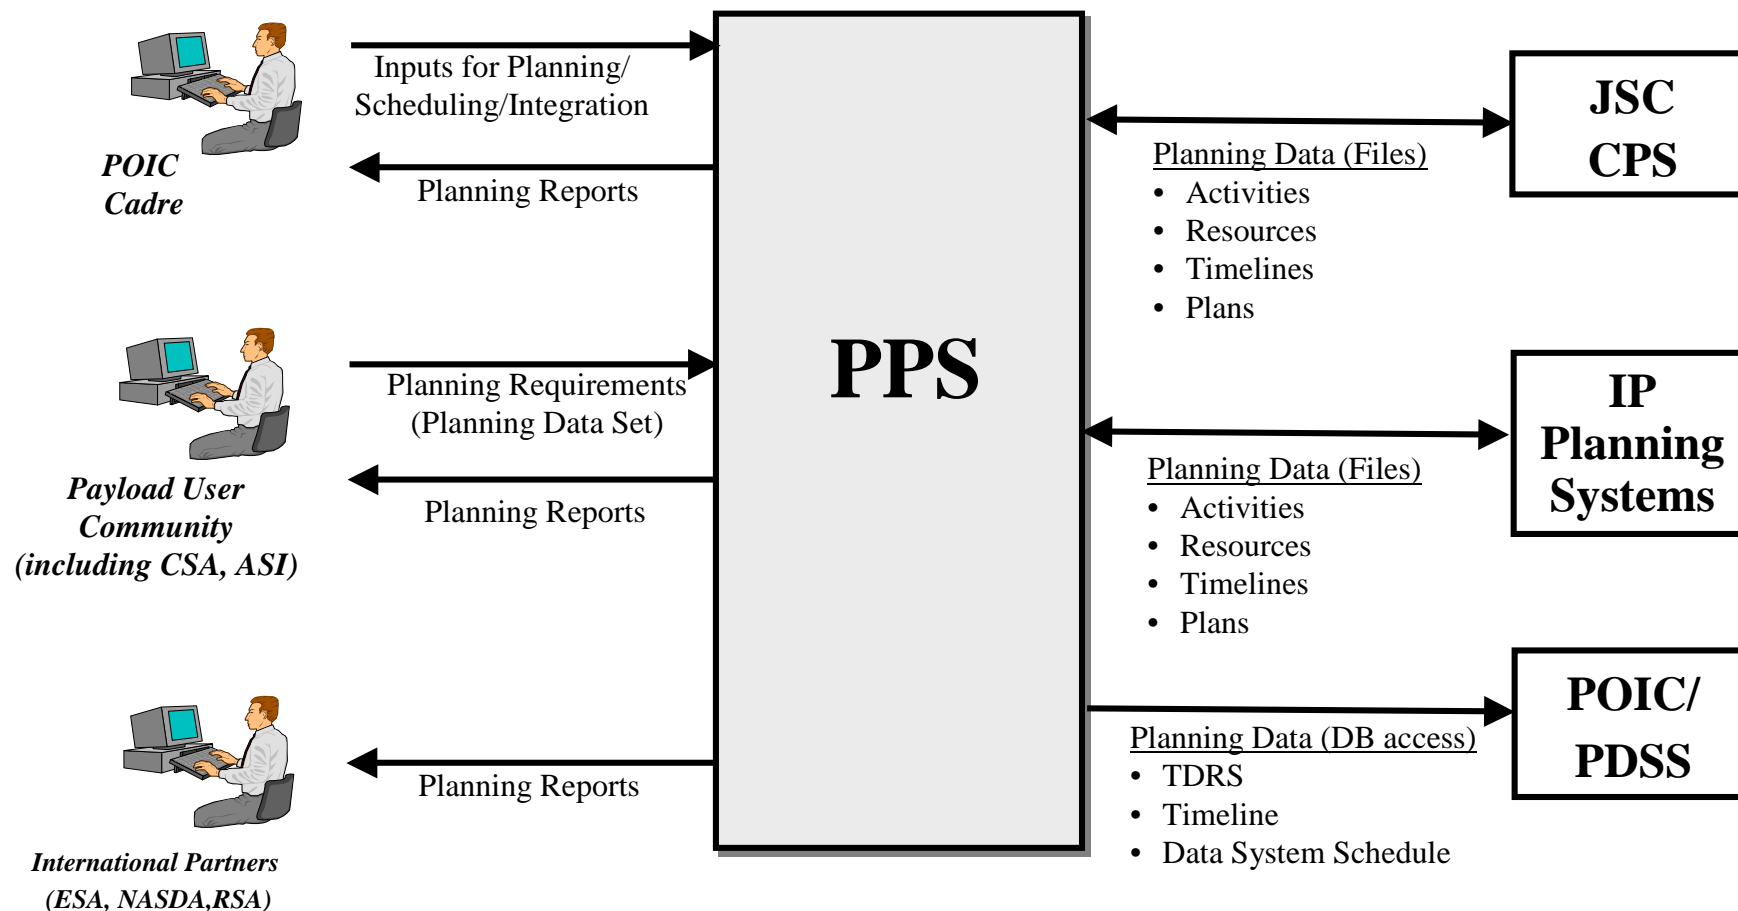 Inputs for Planning/
Scheduling/Integration
POIC
Cadre
Planning Reports
Planning Requirements
(Planning Data Set)
Payload User
Community
(including CSA, ASI)
Planning Reports
Planning Reports
International Partners
(ESA, NASDA,RSA)
PPS
JSC
CPS
Planning Data (Files)
• Activities
• Resources
• Timelines
• Plans
IP
Planning
Systems
Planning Data (Files)
• Activities
• Resources
• Timelines
• Plans
POIC/
PDSS
Planning Data (DB access)
• TDRS
• Timeline
• Data System Schedule